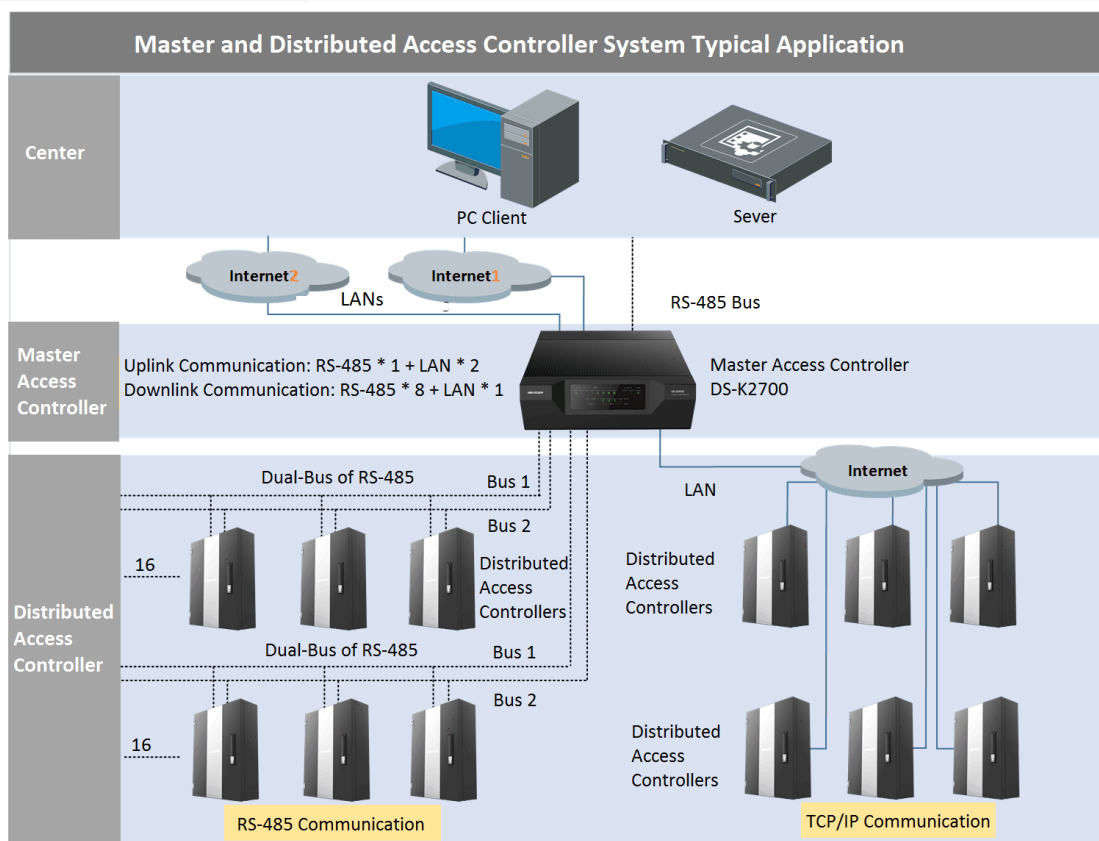 Master and Distributed Access Controller System Typical Application
Center
PC Client
Sever
Internet2
Internet1
LANs
RS-485 Bus
Master
Access
Controller
Uplink Communication: RS-485 * 1 + LAN * 2
Downlink Communication: RS-485 * 8 + LAN * 1
Master Access Controller
DS-K2700
Distributed
Access
Controller
Dual-Bus of RS-485
Bus 1
Bus 2
16
Distributed
Access
Controllers
Dual-Bus of RS-485
Bus 1
Bus 2
16
RS-485 Communication
LAN
Internet
Distributed
Access
Controllers
Distributed
Access
Controllers
TCP/IP Communication